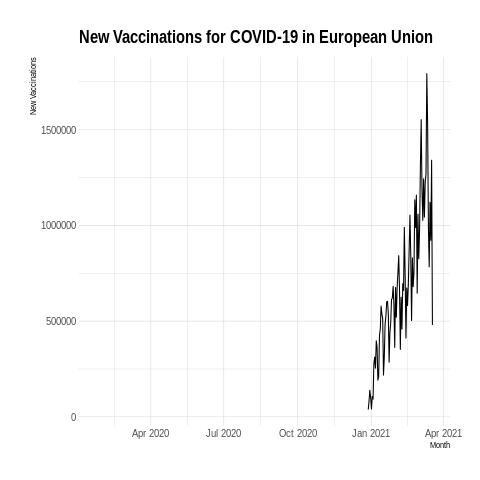 New Vaccinations for COVID-19 in European Union
New Vaccinations
1500000
1000000
500000
0
Apr 2020 Jul 2020 Oct 2020 Jan 2021 Apr 2021
Month